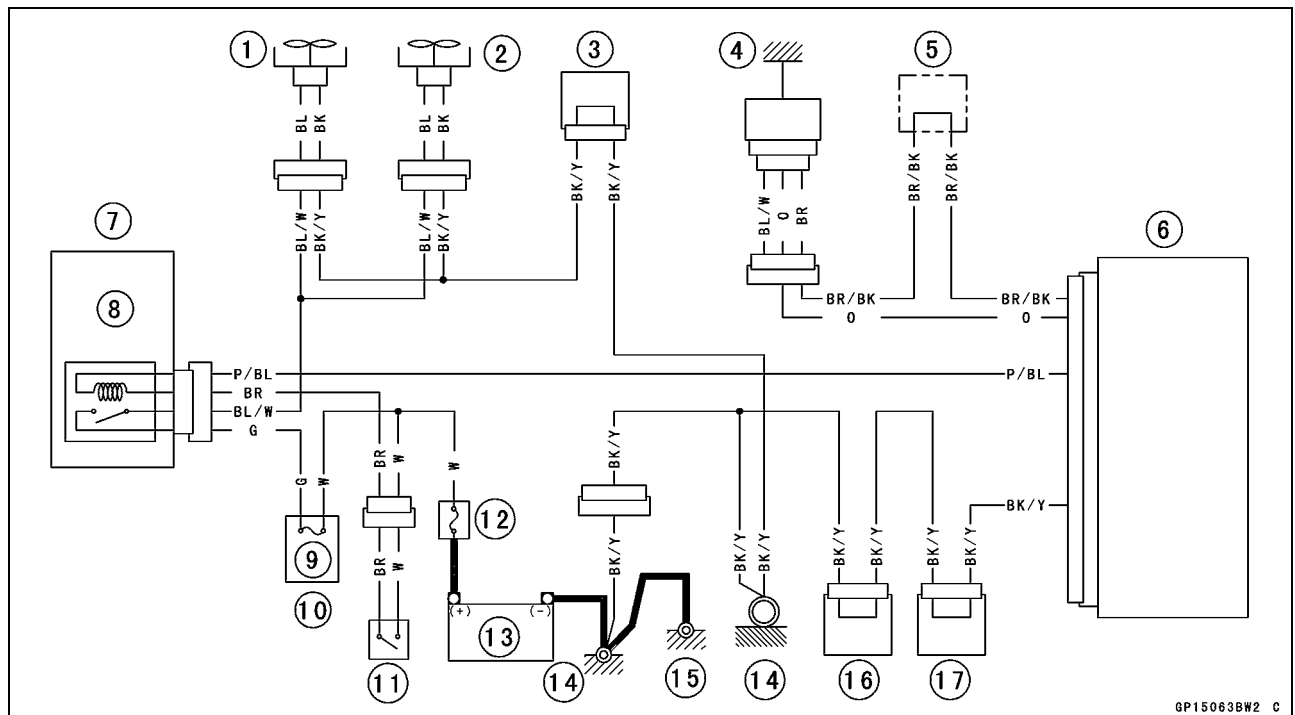 1
2
3
4
5
BL
BK
BL
BK
BK/Y
BK/Y
BR/BK
BR/BK
BL/W
BK/Y
BL/W
BK/Y
BL/W
O
BR
7
6
8
BR/BK
BR/BK
O
O
P/BL
P/BL
BR
BL/W
G
BK/Y
G
W
BR
W
W
12
BK/Y
9
BR
W
BK/Y
BK/Y
BK/Y
BK/Y
BK/Y
BK/Y
BK/Y
10
(+)
(-)
13
11
14
15
14
16
17
GP15063BW2 C